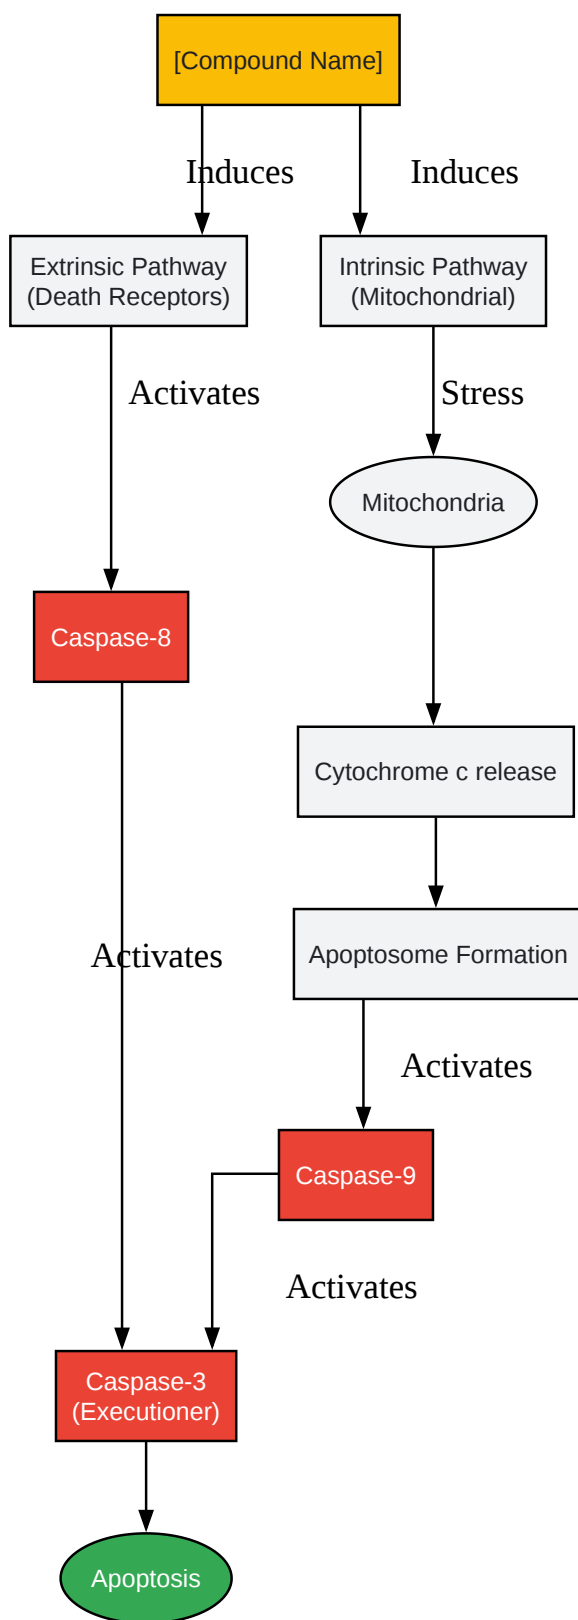 [Compound Name]
Induces
Induces
Extrinsic Pathway
(Death Receptors)
Intrinsic Pathway
(Mitochondrial)
Activates
Stress
Mitochondria
Caspase-8
Cytochrome c release
Activates
Apoptosome Formation
Activates
Caspase-9
Activates
Caspase-3
(Executioner)
Apoptosis